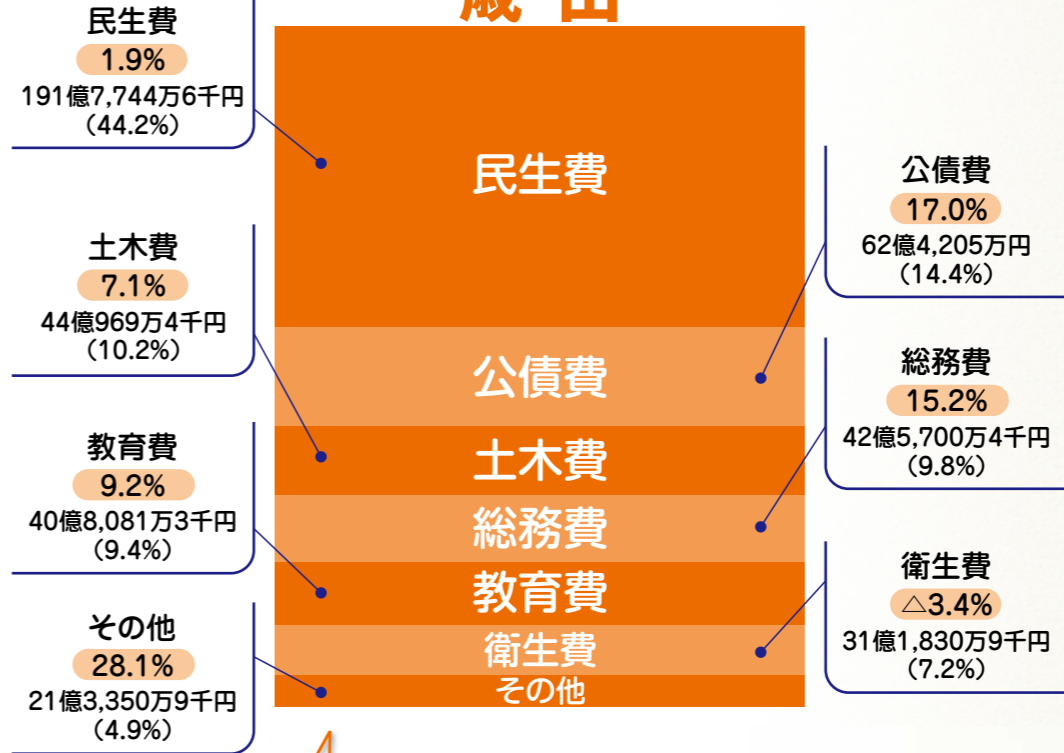 歳出
民生費
1.9%
191億7,744万6千円
(44.2%)
土木費
7.1%
44億969万4千円
(10.2%)
教育費
9.2%
40億8,081万3千円
(9.4%)
その他
28.1%
21億3,350万9千円
(4.9%)
民生費
公債費
土木費
総務費
教育費
衛生費
その他
公債費
17.0%
62億4,205万円
(14.4%)
総務費
15.2%
42億5,700万4千円
(9.8%)
衛生費
△3.4%
31億1,830万9千円
(7.2%)